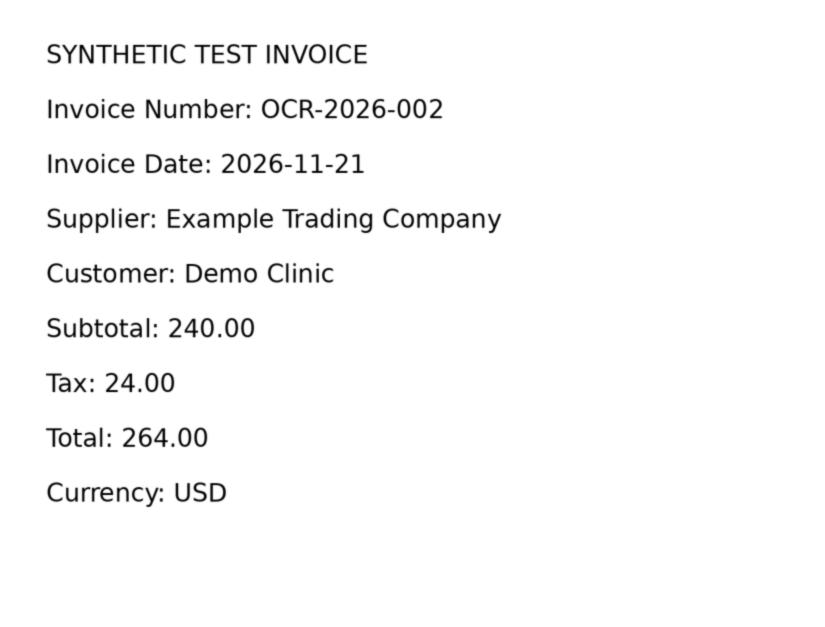 SYNTHETIC TEST INVOICE
Invoice Number: OCR-2026-002
Invoice Date: 2026-11-21
Supplier: Example Trading Company
Customer: Demo Clinic
Subtotal: 240.00
Tax: 24.00
Total: 264.00
Currency: USD